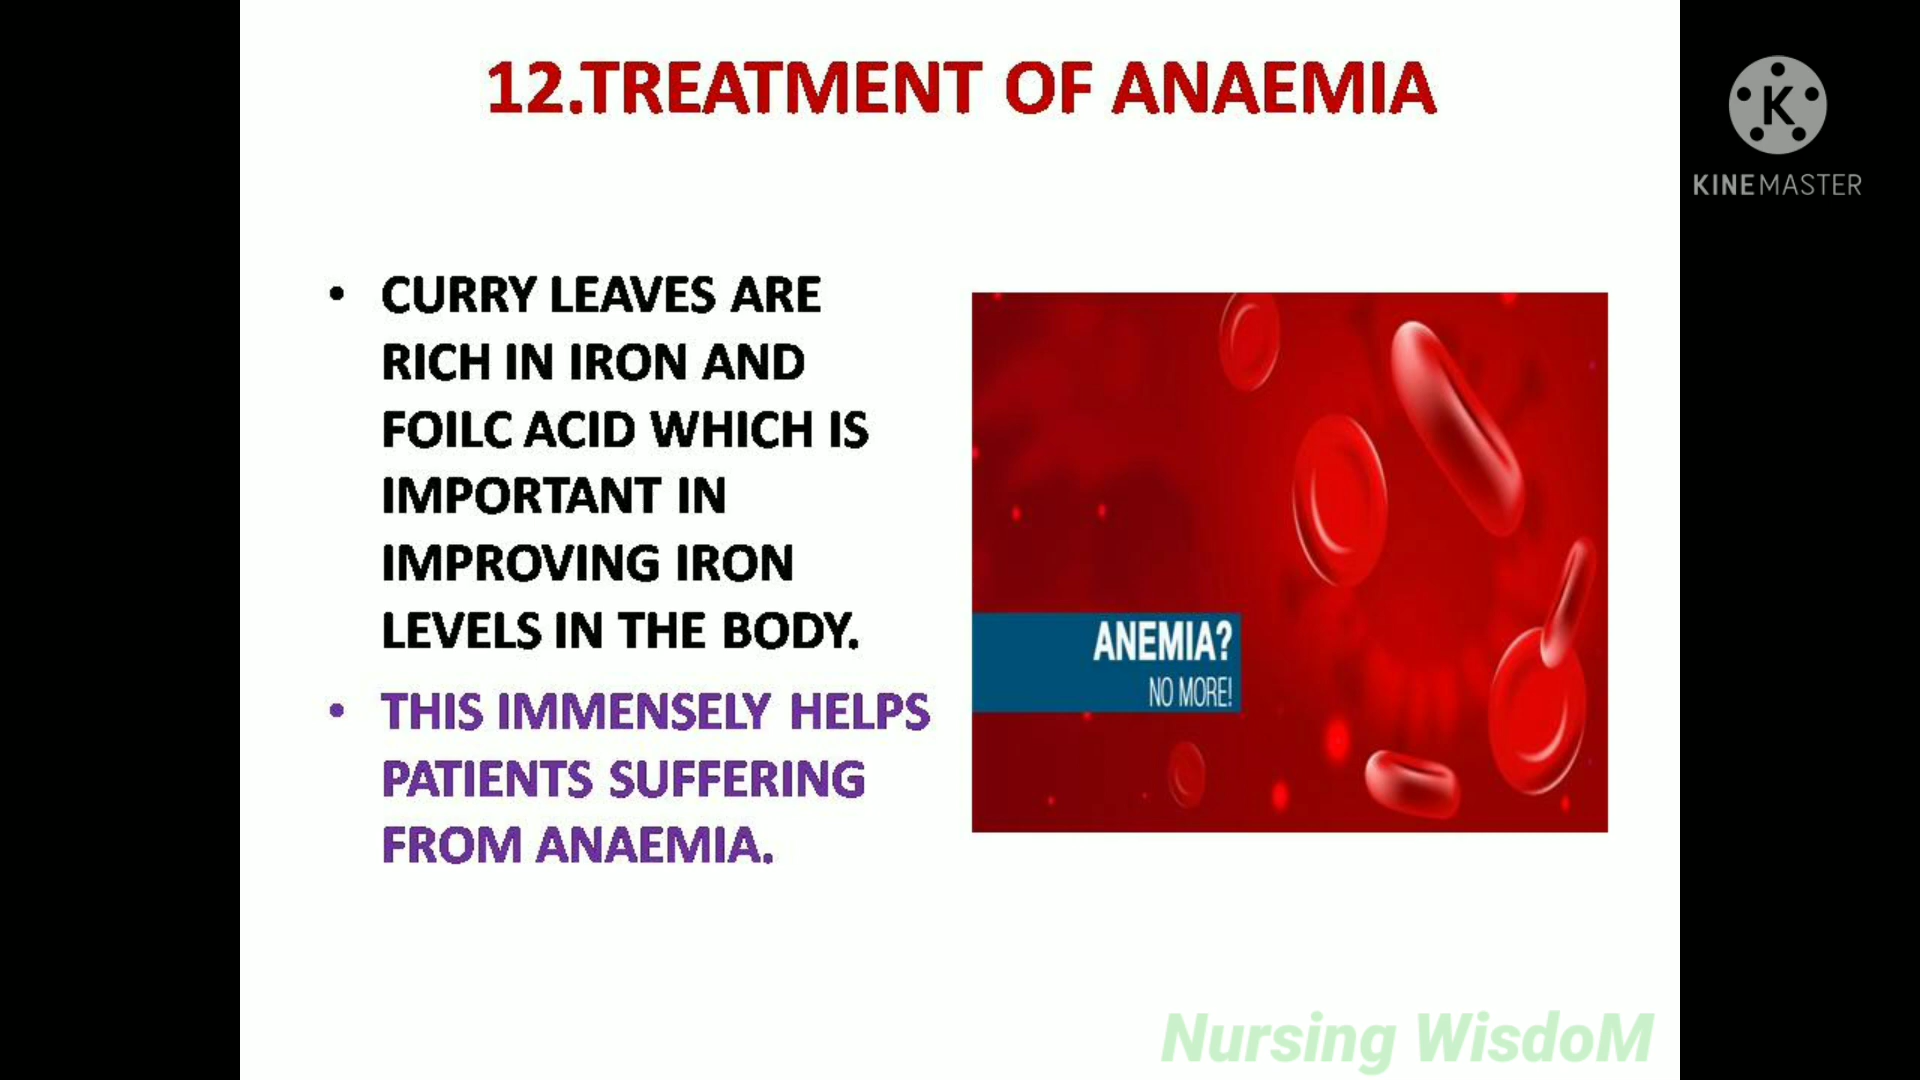 12.TREATMENT OF ANAEMIA
K
KINEMASTER
• CURRY LEAVES ARE
RICH IN IRON AND
FOILC ACID WHICH IS
IMPORTANT IN
IMPROVING IRON
LEVELS IN THE BODY.
• THIS IMMENSELY HELPS
PATIENTS SUFFERING
FROM ANAEMIA.
ANEMIA?
NO MORE!
Nursing WisdoM